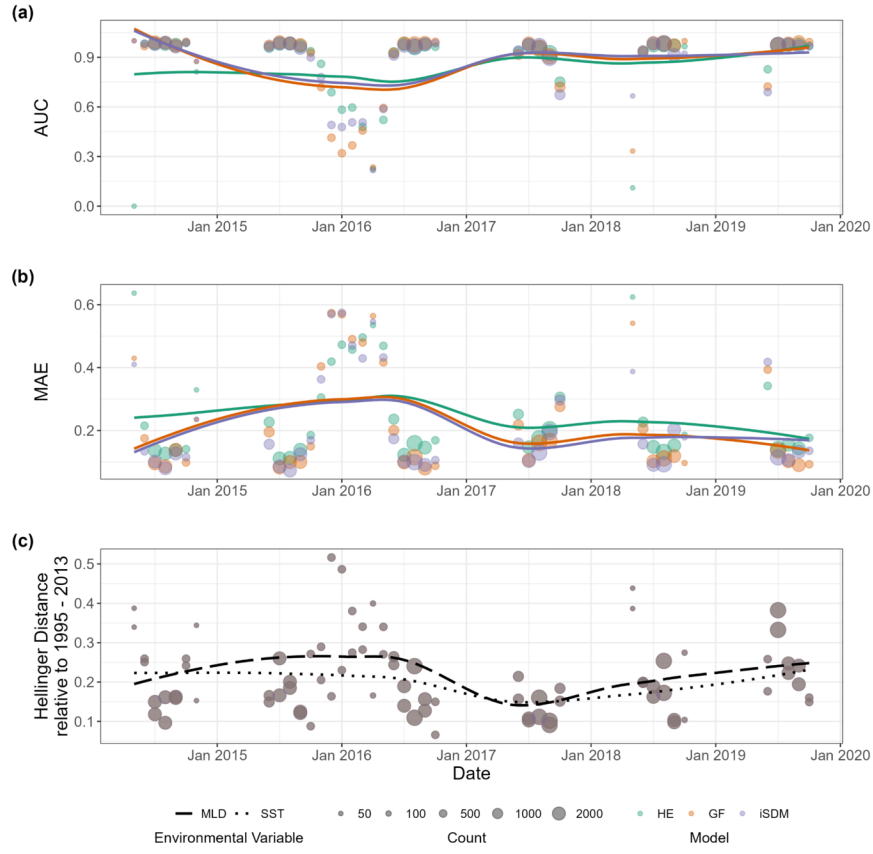 (a)
AUC
0.9
0.6
0.3
0.0
Jan 2015 Jan 2016 Jan 2017 Jan 2018 Jan 2019 Jan 2020
(b)
MAE
0.6
0.4
0.2
Jan 2015 Jan 2016 Jan 2017 Jan 2018 Jan 2019 Jan 2020
(c)
Hellinger Distance
relative to 1995 - 2013
0.5
0.4
0.3
0.2
0.1
Jan 2015 Jan 2016 Jan 2017 Jan 2018 Jan 2019 Jan 2020
Date
MLD SST 50 100 500 1000 2000 HE GF iSDM
Environmental Variable Count Model